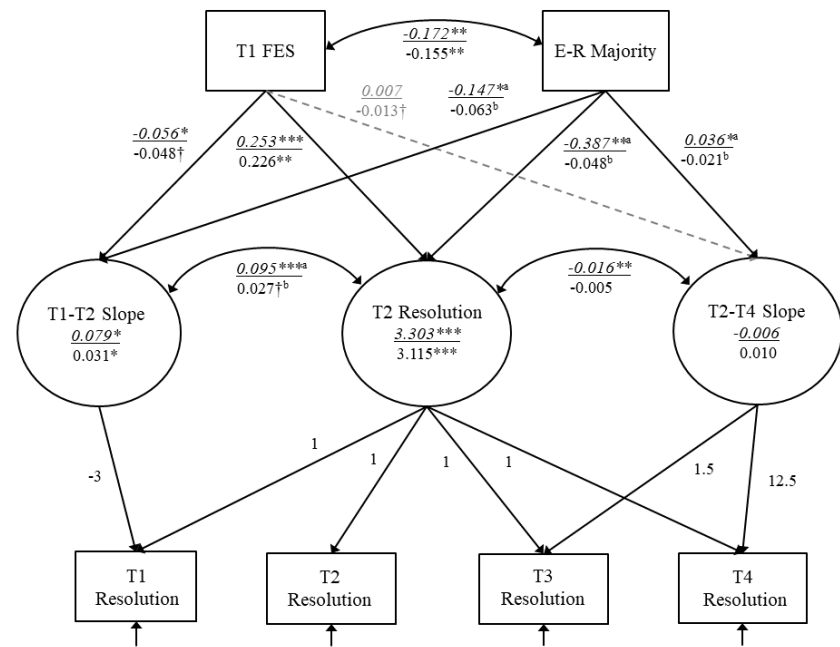 T1 FES
-0.172**
-0.155**
E-R Majority
0.007
-0.013†
-0.147*ᵃ
-0.063ᵇ
-0.056*
-0.048†
0.253***
0.226**
-0.387**ᵃ
-0.048ᵇ
0.036*ᵃ
-0.021ᵇ
T1-T2 Slope
0.079*
0.031*
0.095***ᵃ
0.027†ᵇ
T2 Resolution
3.303***
3.115***
-0.016**
-0.005
T2-T4 Slope
-0.006
0.010
-3
1
1
1
1
1.5
12.5
T1
Resolution
T2
Resolution
T3
Resolution
T4
Resolution